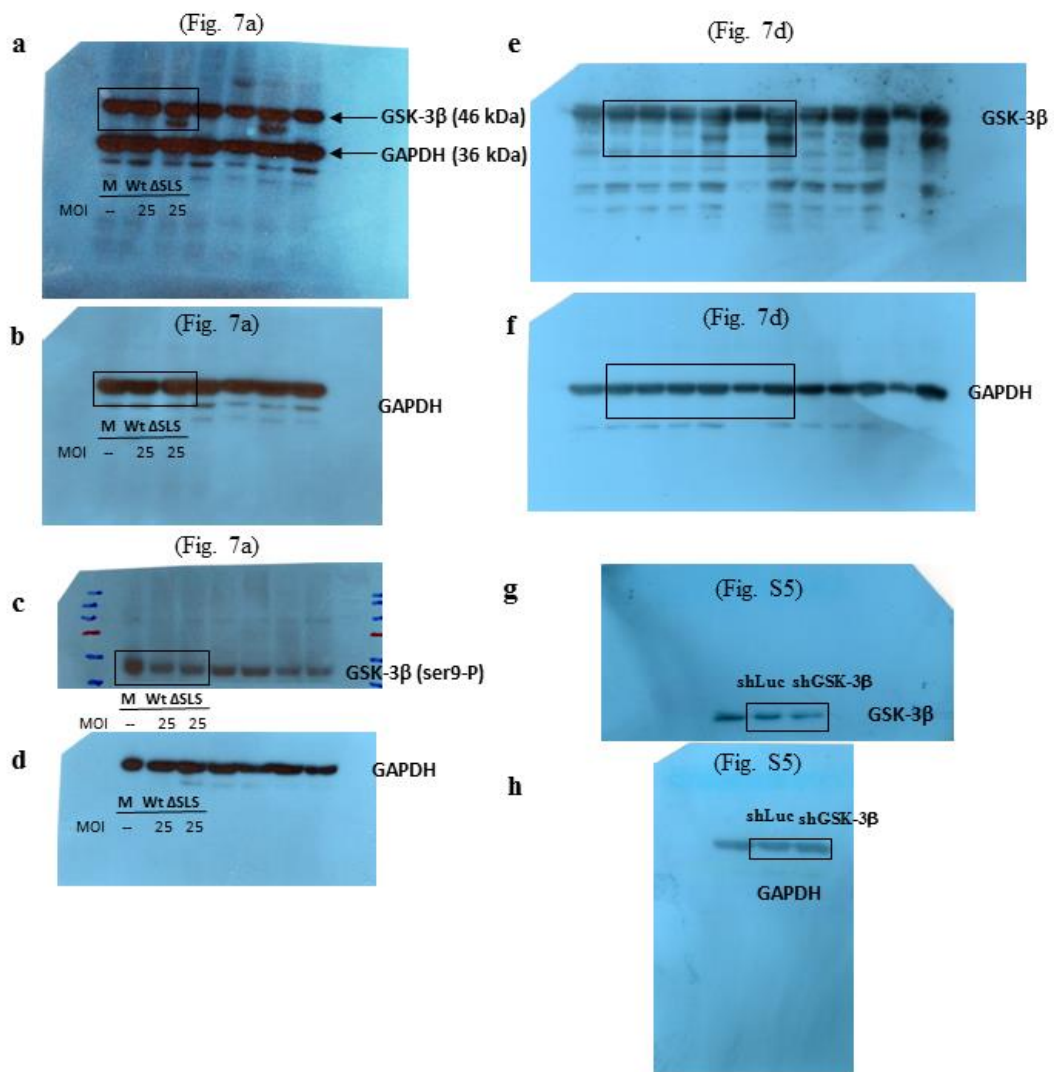 a
(Fig. 7a)
GSK-3β (46 kDa)
GAPDH (36 kDa)
M Wt ΔSLS
MOI -- 25 25
b
(Fig. 7a)
GAPDH
M Wt ΔSLS
MOI -- 25 25
(Fig. 7a)
c
GSK-3β (ser9-P)
M Wt ΔSLS
MOI -- 25 25
d
GAPDH
M Wt ΔSLS
MOI -- 25 25
e
(Fig. 7d)
GSK-3β
f
(Fig. 7d)
GAPDH
g
(Fig. S5)
shLuc shGSK-3β
GSK-3β
(Fig. S5)
h
shLuc shGSK-3β
GAPDH